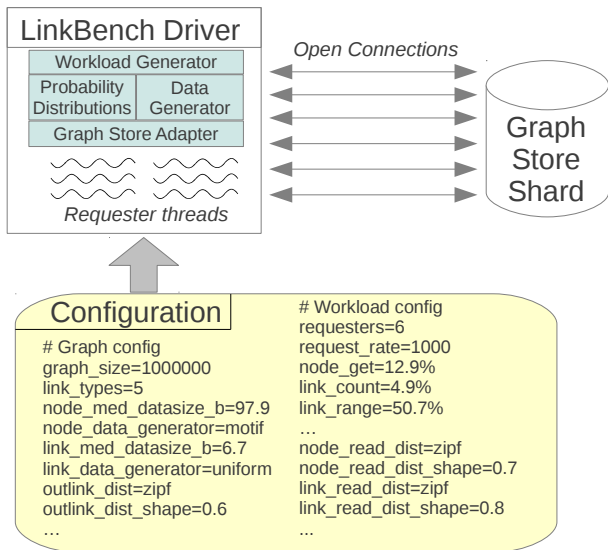 LinkBench Driver
Workload Generator
Probability
Distributions
Data
Generator
Graph Store Adapter
Requester threads
Open Connections
Graph
Store
Shard
Configuration
# Graph config
graph_size=1000000
link_types=5
node_med_datasize_b=97.9
node_data_generator=motif
link_med_datasize_b=6.7
link_data_generator=uniform
outlink_dist=zipf
outlink_dist_shape=0.6
…
# Workload config
requesters=6
request_rate=1000
node_get=12.9%
link_count=4.9%
link_range=50.7%
…
node_read_dist=zipf
node_read_dist_shape=0.7
link_read_dist=zipf
link_read_dist_shape=0.8
...